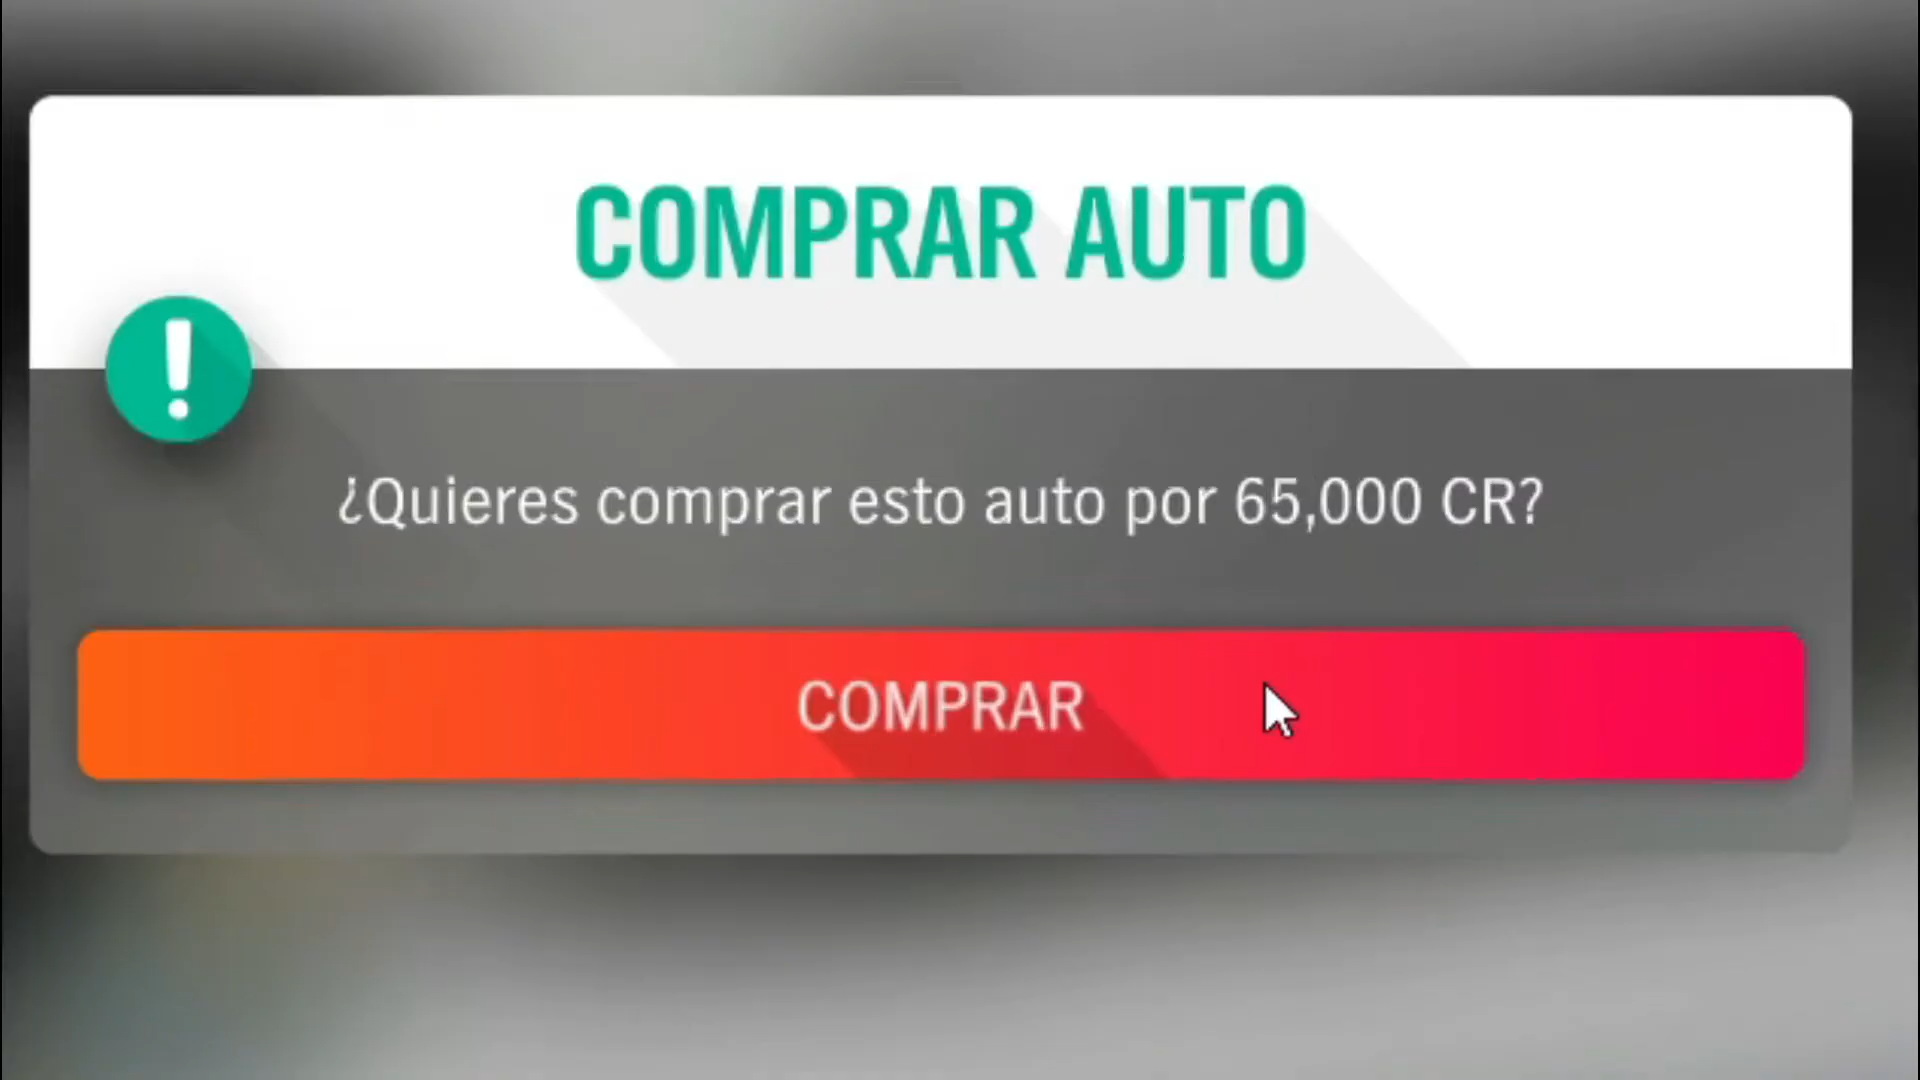 COMPRAR AUTO
!
¿Quieres comprar esto auto por 65,000 CR?
COMPRAR